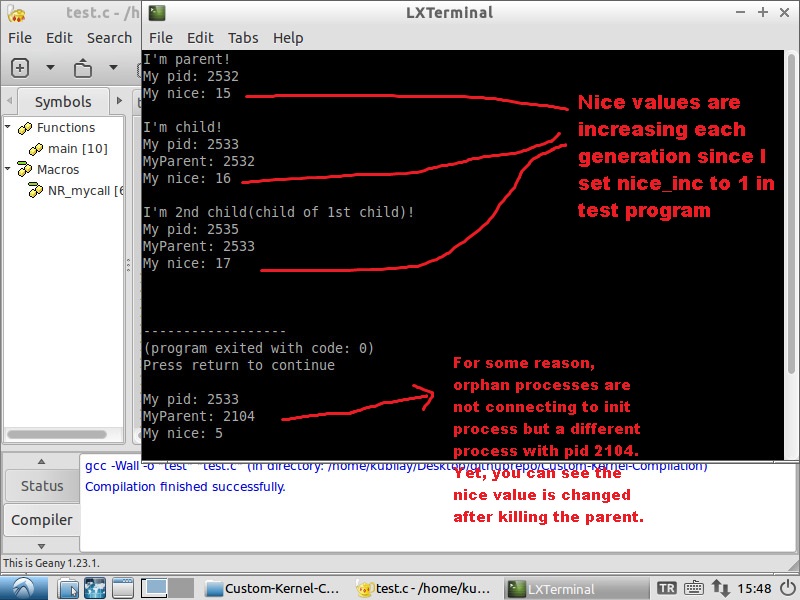 test.c - /h
LXTerminal
File Edit Search
File Edit Tabs Help
Symbols
Functions
main [10]
Macros
NR_mycall [6
I'm parent!
My pid: 2532
My nice: 15
I'm child!
My pid: 2533
MyParent: 2532
My nice: 16
I'm 2nd child(child of 1st child)!
My pid: 2535
MyParent: 2533
My nice: 17
------------------
(program exited with code: 0)
Press return to continue
My pid: 2533
MyParent: 2104
My nice: 5
Nice values are
increasing each
generation since I
set nice_inc to 1 in
test program
For some reason,
orphan processes are
not connecting to init
process but a different
process with pid 2104.
Yet, you can see the
nice value is changed
after killing the parent.
Status
Compiler
gcc -Wall -o "test" "test.c" (in directory: /home/kubilay/Desktop/githubrepo/Custom-Kernel-Compilation)
Compilation finished successfully.
This is Geany 1.23.1.
Custom-Kernel-C...
test.c - /home/ku...
LXTerminal
TR
15:48